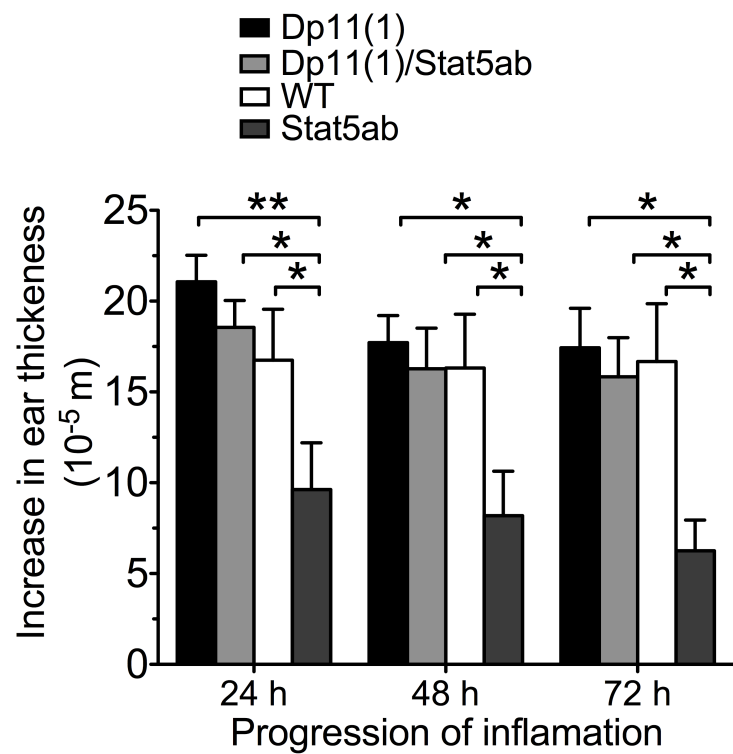 Dp11(1)
Dp11(1)/Stat5ab
WT
Stat5ab
Increase in ear thickeness
(10-5 m)
25
20
15
10
5
0
** * *
* * *
* * *
24 h 48 h 72 h
Progression of inflamation